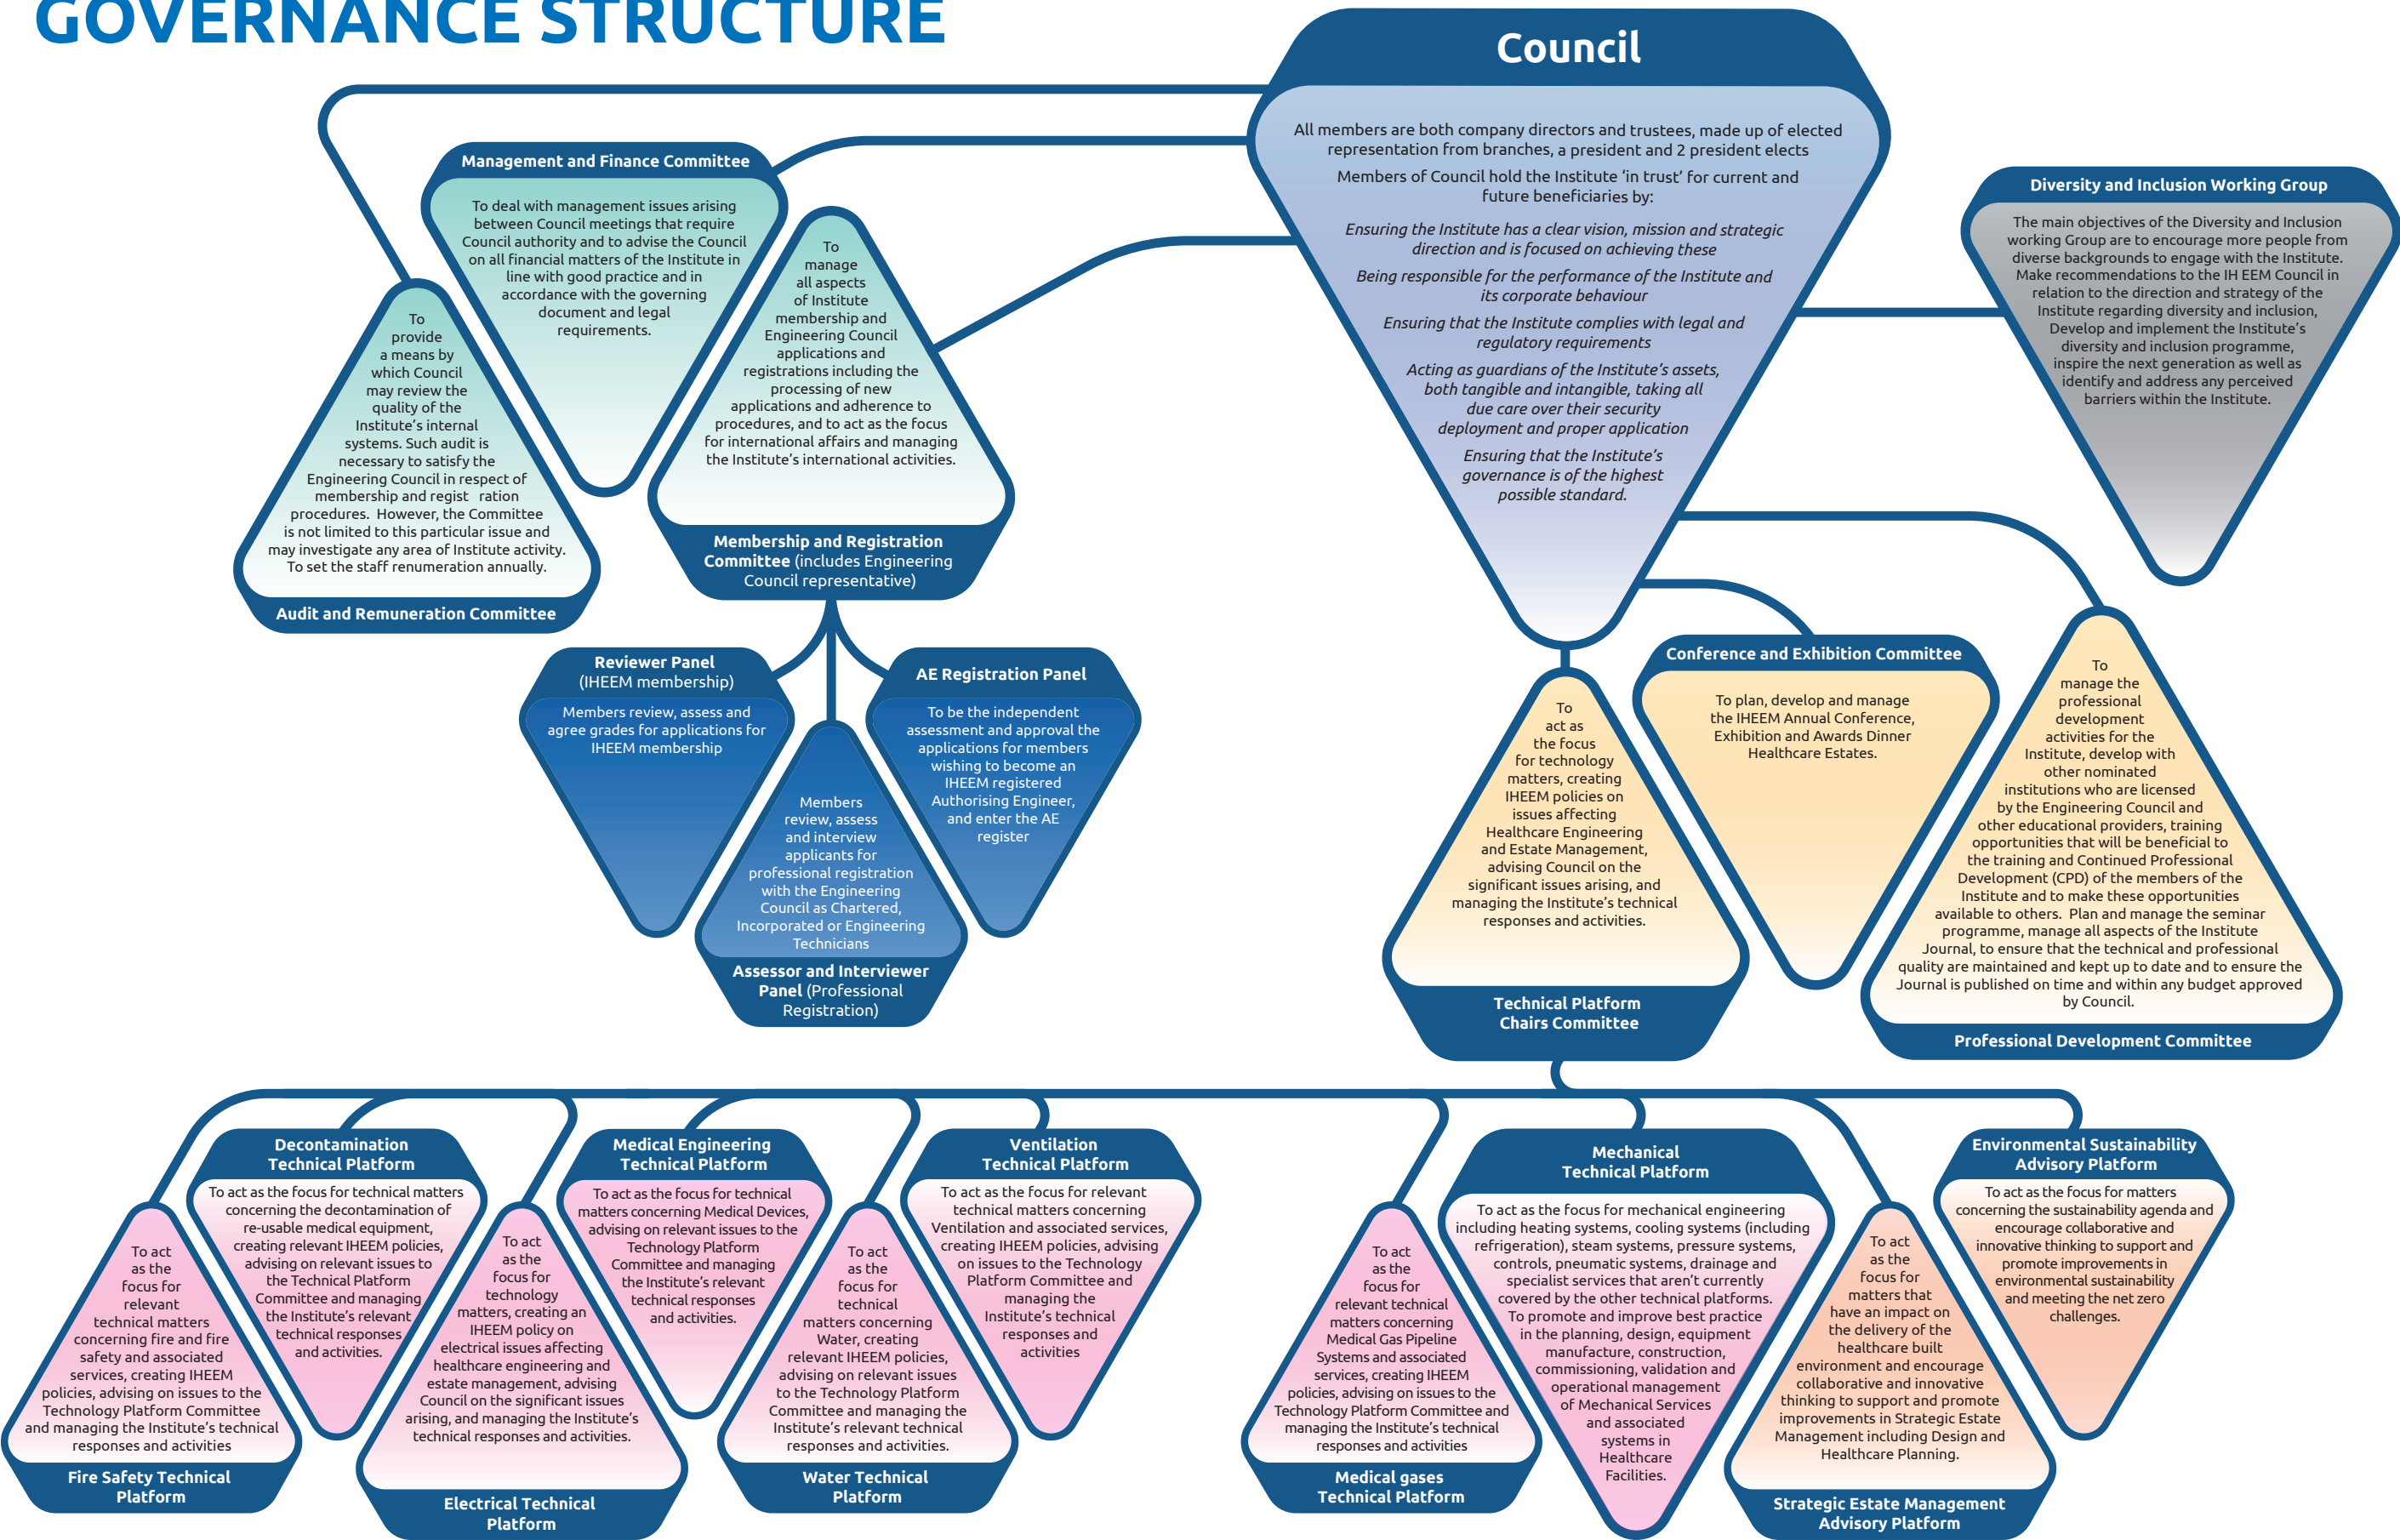 GOVERNANCE STRUCTURE
Council
All members are both company directors and trustees, made up of elected
representation from branches, a president and 2 president elects
Members of Council hold the Institute ‘in trust’ for current and
future beneficiaries by:
Ensuring the Institute has a clear vision, mission and strategic
direction and is focused on achieving these
Being responsible for the performance of the Institute and
its corporate behaviour
Ensuring that the Institute complies with legal and
regulatory requirements
Acting as guardians of the Institute’s assets,
both tangible and intangible, taking all
due care over their security
deployment and proper application
Ensuring that the Institute’s
governance is of the highest
possible standard.
Management and Finance Committee
To deal with management issues arising
between Council meetings that require
Council authority and to advise the Council
on all financial matters of the Institute in
line with good practice and in
accordance with the governing
document and legal
requirements.
Diversity and Inclusion Working Group
The main objectives of the Diversity and Inclusion
working Group are to encourage more people from
diverse backgrounds to engage with the Institute.
Make recommendations to the IH EEM Council in
relation to the direction and strategy of the
Institute regarding diversity and inclusion,
Develop and implement the Institute’s
diversity and inclusion programme,
inspire the next generation as well as
identify and address any perceived
barriers within the Institute.
To
provide
a means by
which Council
may review the
quality of the
Institute’s internal
systems. Such audit is
necessary to satisfy the
Engineering Council in respect of
membership and regist ration
procedures. However, the Committee
is not limited to this particular issue and
may investigate any area of Institute activity.
To set the staff renumeration annually.
Audit and Remuneration Committee
To
manage
all aspects
of Institute
membership and
Engineering Council
applications and
registrations including the
processing of new
applications and adherence to
procedures, and to act as the focus
for international affairs and managing
the Institute’s international activities.
Membership and Registration
Committee (includes Engineering
Council representative)
Reviewer Panel
(IHEEM membership)
Members review, assess and
agree grades for applications for
IHEEM membership
Members
review, assess
and interview
applicants for
professional registration
with the Engineering
Council as Chartered,
Incorporated or Engineering
Technicians
Assessor and Interviewer
Panel (Professional
Registration)
AE Registration Panel
To be the independent
assessment and approval the
applications for members
wishing to become an
IHEEM registered
Authorising Engineer,
and enter the AE
register
To
act as
the focus
for technology
matters, creating
IHEEM policies on
issues affecting
Healthcare Engineering
and Estate Management,
advising Council on the
significant issues arising, and
managing the Institute’s technical
responses and activities.
Technical Platform
Chairs Committee
Conference and Exhibition Committee
To plan, develop and manage
the IHEEM Annual Conference,
Exhibition and Awards Dinner
Healthcare Estates.
To
manage the
professional
development
activities for the
Institute, develop with
other nominated
institutions who are licensed
by the Engineering Council and
other educational providers, training
opportunities that will be beneficial to
the training and Continued Professional
Development (CPD) of the members of the
Institute and to make these opportunities
available to others. Plan and manage the seminar
programme, manage all aspects of the Institute
Journal, to ensure that the technical and professional
quality are maintained and kept up to date and to ensure the
Journal is published on time and within any budget approved
by Council.
Professional Development Committee
To act
as the
focus for
relevant
technical matters
concerning fire and fire
safety and associated
services, creating IHEEM
policies, advising on issues to the
Technology Platform Committee
and managing the Institute’s technical
responses and activities
Fire Safety Technical
Platform
Decontamination
Technical Platform
To act as the focus for technical matters
concerning the decontamination of
re-usable medical equipment,
creating relevant IHEEM policies,
advising on relevant issues to
the Technical Platform
Committee and managing
the Institute’s relevant
technical responses
and activities.
To act
as the
focus for
technology
matters, creating an
IHEEM policy on
electrical issues affecting
healthcare engineering and
estate management, advising
Council on the significant issues
arising, and managing the Institute’s
technical responses and activities.
Electrical Technical
Platform
Medical Engineering
Technical Platform
To act as the focus for technical
matters concerning Medical Devices,
advising on relevant issues to the
Technology Platform
Committee and managing
the Institute’s relevant
technical responses
and activities.
To act
as the
focus for
technical
matters concerning
Water, creating
relevant IHEEM policies,
advising on relevant issues
to the Technology Platform
Committee and managing the
Institute’s relevant technical
responses and activities.
Water Technical
Platform
Ventilation
Technical Platform
To act as the focus for relevant
technical matters concerning
Ventilation and associated services,
creating IHEEM policies, advising
on issues to the Technology
Platform Committee and
managing the
Institute’s technical
responses and
activities
To act
as the
focus for
relevant technical
matters concerning
Medical Gas Pipeline
Systems and associated
services, creating IHEEM
policies, advising on issues to the
Technology Platform Committee and
managing the Institute’s technical
responses and activities
Medical gases
Technical Platform
Mechanical
Technical Platform
To act as the focus for mechanical engineering
including heating systems, cooling systems (including
refrigeration), steam systems, pressure systems,
controls, pneumatic systems, drainage and
specialist services that aren’t currently
covered by the other technical platforms.
To promote and improve best practice
in the planning, design, equipment
manufacture, construction,
commissioning, validation and
operational management
of Mechanical Services
and associated
systems in
Healthcare
Facilities.
To act
as the
focus for
matters that
have an impact on
the delivery of the
healthcare built
environment and encourage
collaborative and innovative
thinking to support and promote
improvements in Strategic Estate
Management including Design and
Healthcare Planning.
Strategic Estate Management
Advisory Platform
Environmental Sustainability
Advisory Platform
To act as the focus for matters
concerning the sustainability agenda and
encourage collaborative and
innovative thinking to support and
promote improvements in
environmental sustainability
and meeting the net zero
challenges.